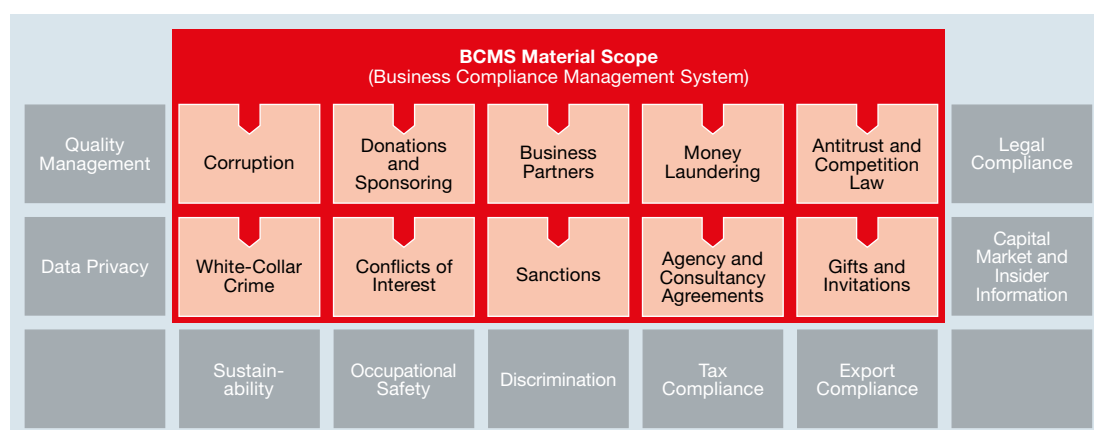 BCMS Material Scope
(Business Compliance Management System)
Quality
Management
Corruption
Donations
and
Sponsoring
Business
Partners
Money
Laundering
Antitrust and
Competition
Law
Legal
Compliance
Data Privacy
White-Collar
Crime
Conflicts of
Interest
Sanctions
Agency and
Consultancy
Agreements
Gifts and
Invitations
Capital
Market and
Insider
Information
Sustain-
ability
Occupational
Safety
Discrimination
Tax
Compliance
Export
Compliance